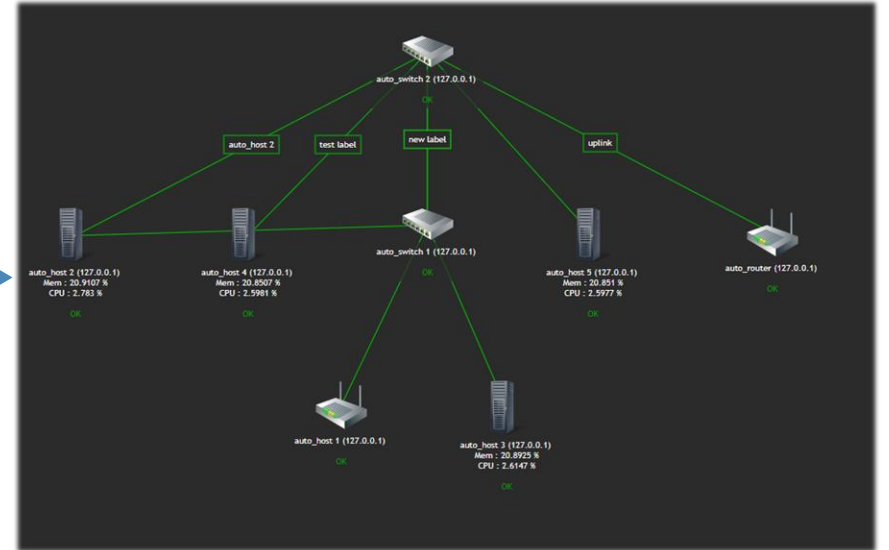 auto_switch 2 (127.0.0.1)
OK
auto_host 2
test label
new label
uplink
auto_host 2 (127.0.0.1)
Mem : 20.9107 %
CPU : 2.783 %
OK
auto_host 4 (127.0.0.1)
Mem : 20.8507 %
CPU : 2.5981 %
OK
auto_switch 1 (127.0.0.1)
OK
auto_host 5 (127.0.0.1)
Mem : 20.851 %
CPU : 2.5977 %
OK
auto_router (127.0.0.1)
OK
auto_host 1 (127.0.0.1)
OK
auto_host 3 (127.0.0.1)
Mem : 20.8925 %
CPU : 2.6147 %
OK